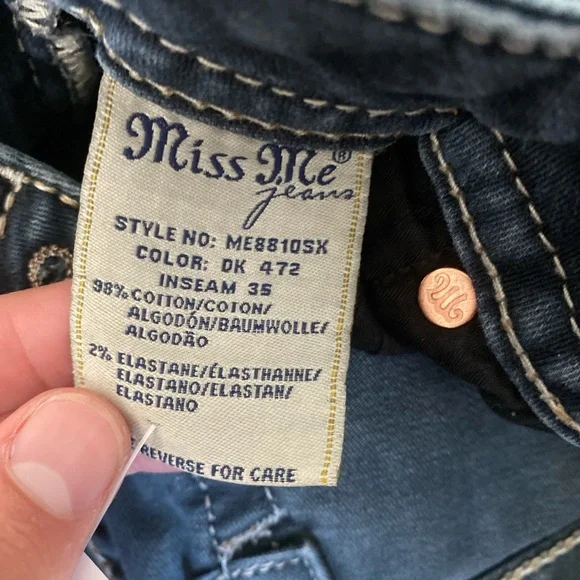 Miss Me®
jeans
STYLE NO: ME8810SX
COLOR: DK 472
INSEAM 35
98% COTTON/COTON/
ALGODÓN/BAUMWOLLE/
ALGODÃO
2% ELASTANE/ÉLASTHANNE/
ELASTANO/ELASTAN/
ELASTANO
REVERSE FOR CARE